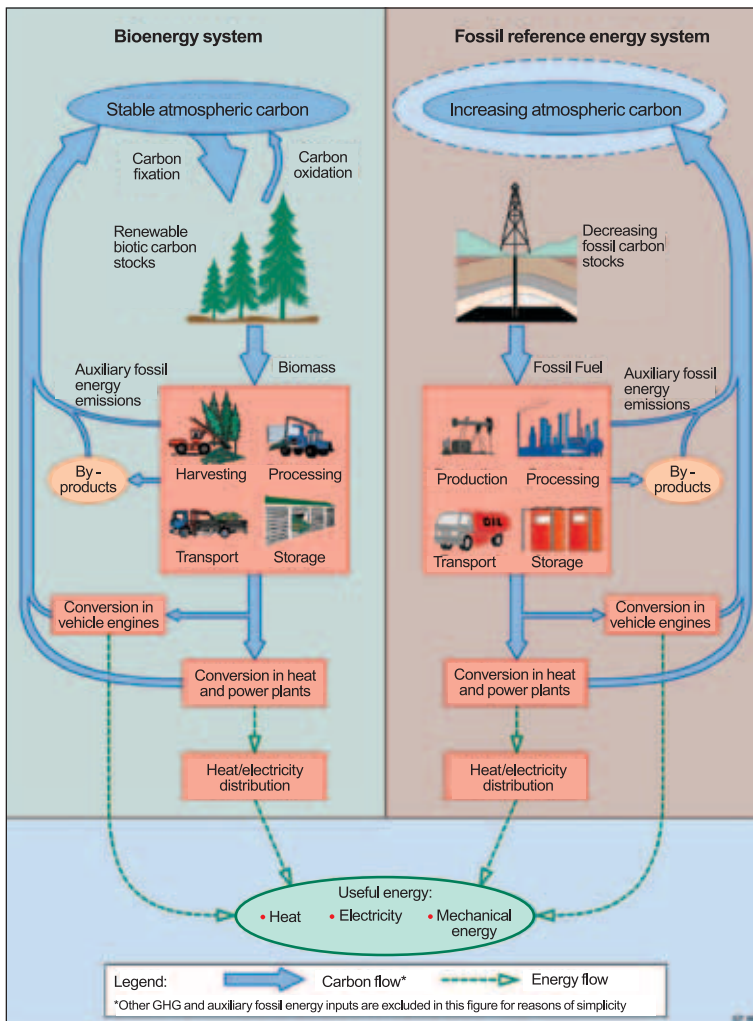 Bioenergy system
Stable atmospheric carbon
Carbon
fixation
Carbon
oxidation
Renewable
biotic carbon
stocks
Auxiliary fossil
energy
emissions
Biomass
Harvesting
Processing
By -
products
Transport
Storage
Conversion in
vehicle engines
Conversion in heat
and power plants
Heat/electricity
distribution
Fossil reference energy system
Increasing atmospheric carbon
Decreasing
fossil carbon
stocks
Fossil Fuel
Auxiliary fossil
energy
emissions
Production
Processing
By -
products
Transport
OIL
Storage
Conversion in
vehicle engines
Conversion in heat
and power plants
Heat/electricity
distribution
Useful energy:
• Heat • Electricity • Mechanical
energy
Legend: Carbon flow* Energy flow
*Other GHG and auxiliary fossil energy inputs are excluded in this figure for reasons of simplicity